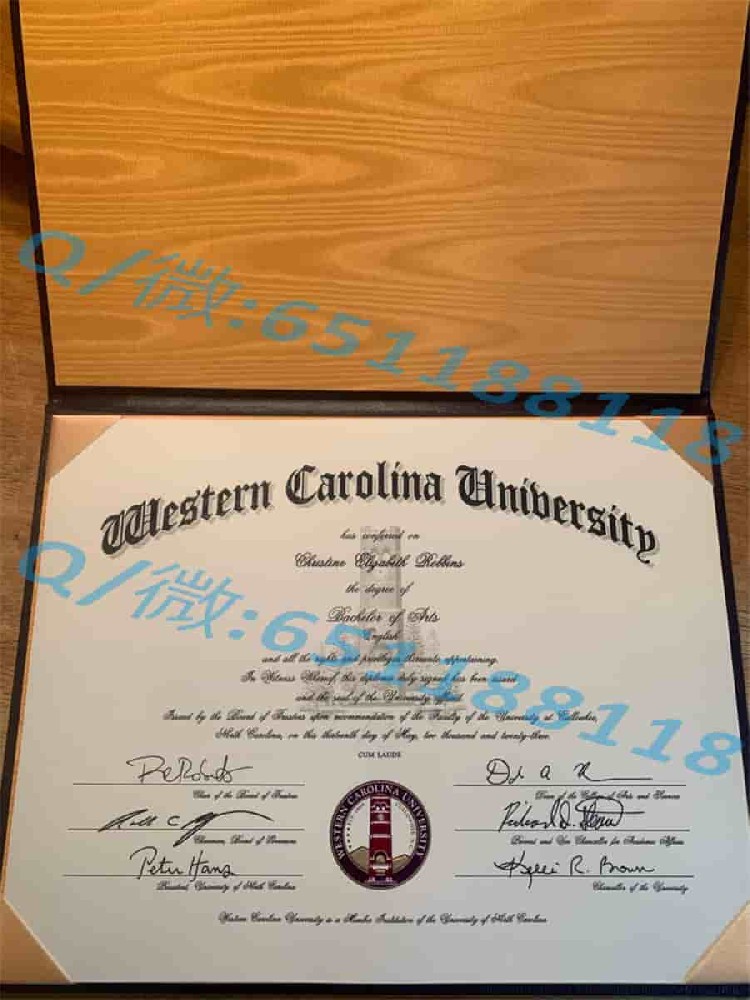 Q/微:651188118
Western Carolina University
has conferred on
Christine Elizabeth Robbins
the degree of
Bachelor of Arts
English
and all the rights and privileges thereunto appertaining.
In Witness Whereof, this diploma duly signed has been issued
and the seal of the University affixed.
Q/微:651188118
Issued by the Board of Trustees upon recommendation of the Faculty of the University at Cullowhee,
North Carolina, on this thirteenth day of May, two thousand and twenty-three.
CUM LAUDE
Chair of the Board of Trustees
Dean of the College of Arts and Sciences
Chairman, Board of Governors
Provost and Vice Chancellor for Academic Affairs
Peter Hans
President, University of North Carolina
Kelli R. Brown
Chancellor of the University
WESTERN CAROLINA UNIVERSITY
Western Carolina University is a Member Institution of the University of North Carolina